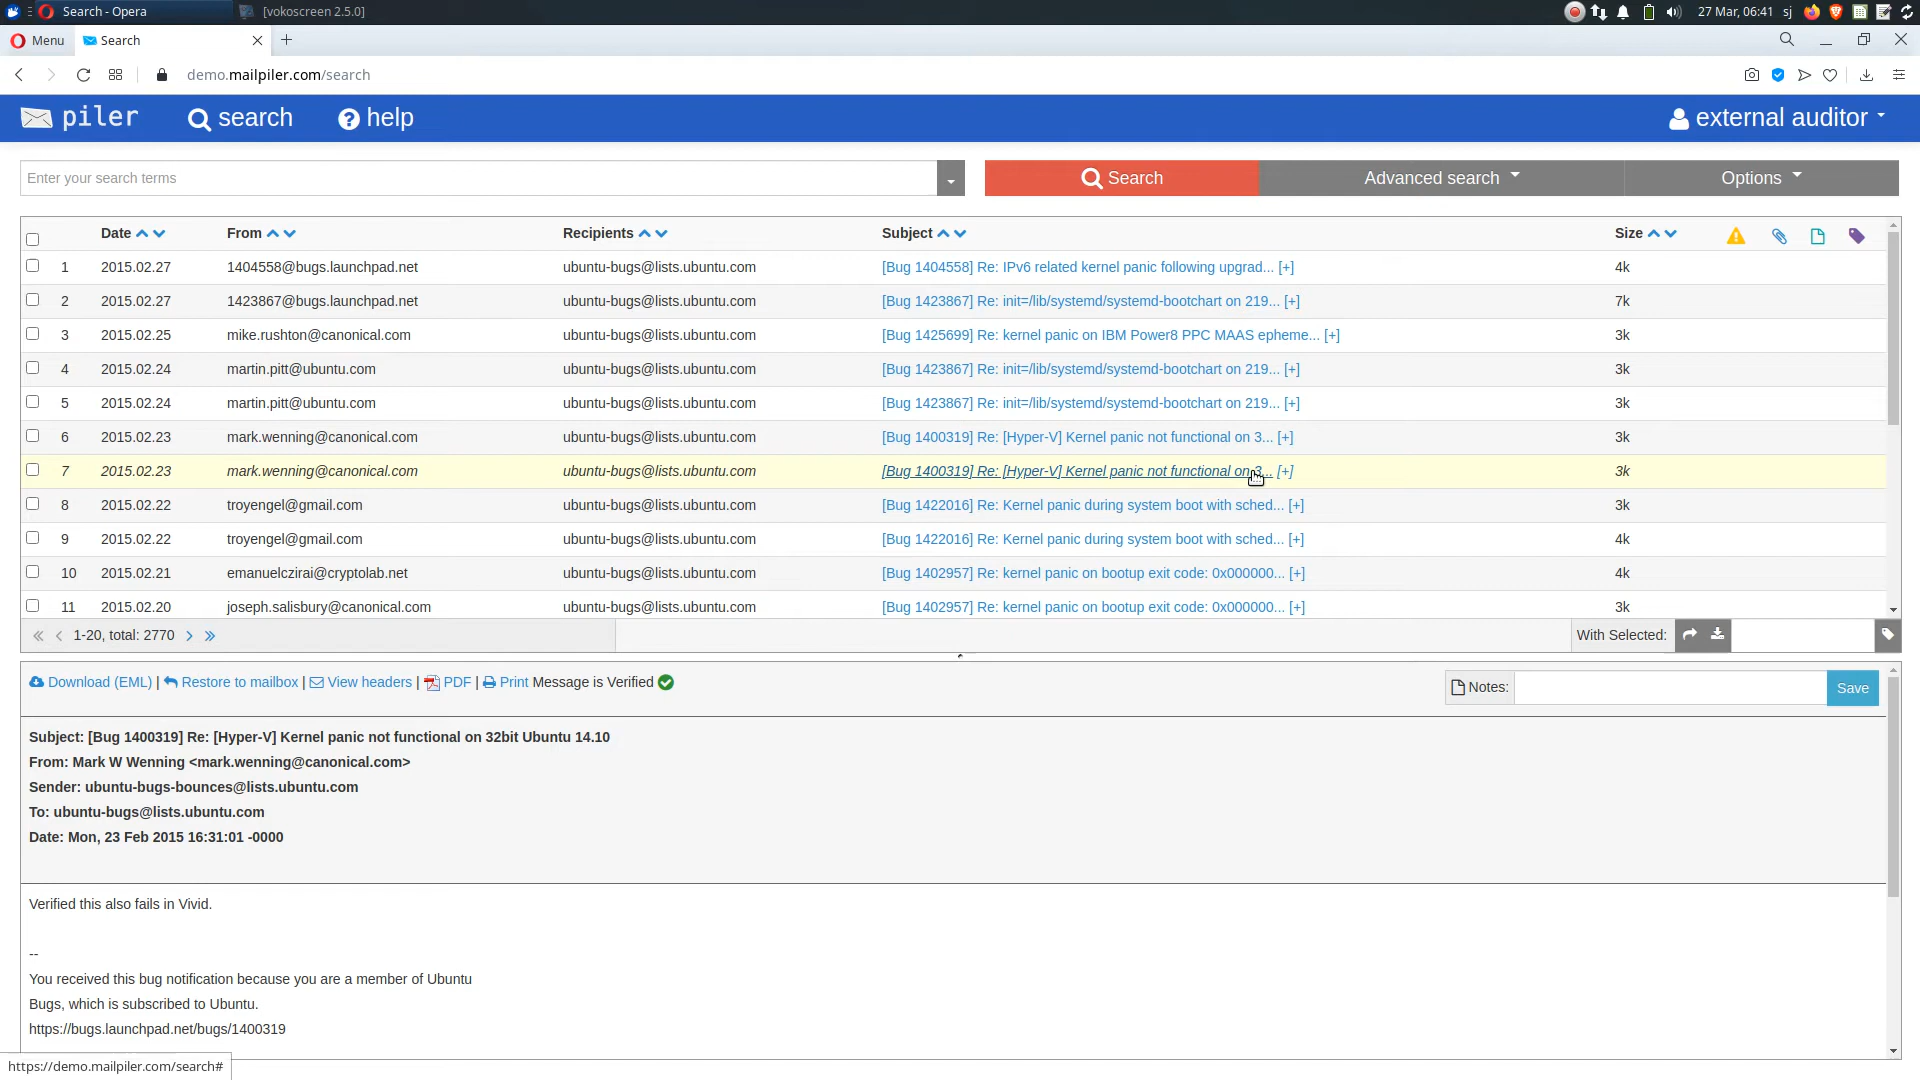 Search - Opera
[vokoscreen 2.5.0]
27 Mar, 06:41 sj
Menu
Search
demo.mailpiler.com/search
piler
search
help
external auditor
Enter your search terms
Search
Advanced search
Options
Date From Recipients Subject Size
1 2015.02.27 1404558@bugs.launchpad.net ubuntu-bugs@lists.ubuntu.com [Bug 1404558] Re: IPv6 related kernel panic following upgrad... [+] 4k
2 2015.02.27 1423867@bugs.launchpad.net ubuntu-bugs@lists.ubuntu.com [Bug 1423867] Re: init=/lib/systemd/systemd-bootchart on 219... [+] 7k
3 2015.02.25 mike.rushton@canonical.com ubuntu-bugs@lists.ubuntu.com [Bug 1425699] Re: kernel panic on IBM Power8 PPC MAAS epheme... [+] 3k
4 2015.02.24 martin.pitt@ubuntu.com ubuntu-bugs@lists.ubuntu.com [Bug 1423867] Re: init=/lib/systemd/systemd-bootchart on 219... [+] 3k
5 2015.02.24 martin.pitt@ubuntu.com ubuntu-bugs@lists.ubuntu.com [Bug 1423867] Re: init=/lib/systemd/systemd-bootchart on 219... [+] 3k
6 2015.02.23 mark.wenning@canonical.com ubuntu-bugs@lists.ubuntu.com [Bug 1400319] Re: [Hyper-V] Kernel panic not functional on 3... [+] 3k
7 2015.02.23 mark.wenning@canonical.com ubuntu-bugs@lists.ubuntu.com [Bug 1400319] Re: [Hyper-V] Kernel panic not functional on 3... [+] 3k
8 2015.02.22 troyengel@gmail.com ubuntu-bugs@lists.ubuntu.com [Bug 1422016] Re: Kernel panic during system boot with sched... [+] 3k
9 2015.02.22 troyengel@gmail.com ubuntu-bugs@lists.ubuntu.com [Bug 1422016] Re: Kernel panic during system boot with sched... [+] 4k
10 2015.02.21 emanuelczirai@cryptolab.net ubuntu-bugs@lists.ubuntu.com [Bug 1402957] Re: kernel panic on bootup exit code: 0x000000... [+] 4k
11 2015.02.20 joseph.salisbury@canonical.com ubuntu-bugs@lists.ubuntu.com [Bug 1402957] Re: kernel panic on bootup exit code: 0x000000... [+] 3k
« ‹ 1-20, total: 2770 › » With Selected:
Download (EML) | Restore to mailbox | View headers | PDF | Print Message is Verified
Notes: Save
Subject: [Bug 1400319] Re: [Hyper-V] Kernel panic not functional on 32bit Ubuntu 14.10
From: Mark W Wenning <mark.wenning@canonical.com>
Sender: ubuntu-bugs-bounces@lists.ubuntu.com
To: ubuntu-bugs@lists.ubuntu.com
Date: Mon, 23 Feb 2015 16:31:01 -0000
Verified this also fails in Vivid.
--
You received this bug notification because you are a member of Ubuntu
Bugs, which is subscribed to Ubuntu.
https://bugs.launchpad.net/bugs/1400319
https://demo.mailpiler.com/search#